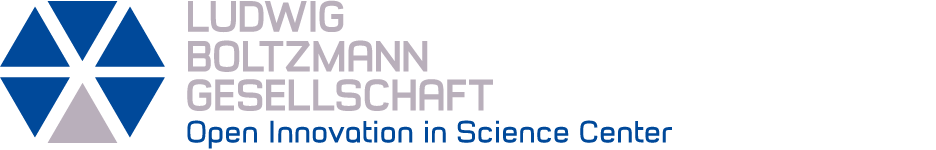 LUDWIG
BOLTZMANN
GESELLSCHAFT
Open Innovation in Science Center